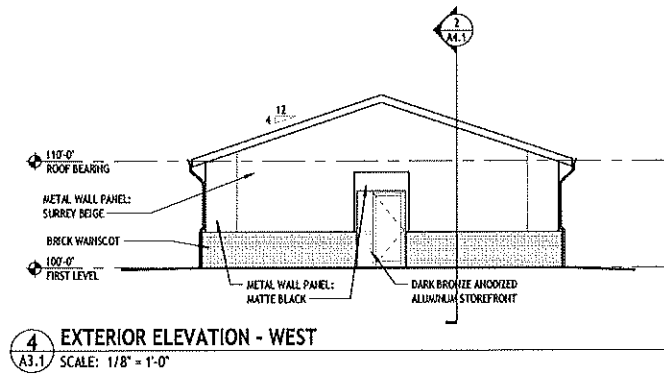 2
A4.1
12
4
110'-0"
ROOF BEARING
METAL WALL PANEL:
SURREY BEIGE
BRICK WAINSCOT
100'-0"
FIRST LEVEL
METAL WALL PANEL:
MATTE BLACK
DARK BRONZE ANODIZED
ALUMINUM STOREFRONT
4
A3.1
EXTERIOR ELEVATION - WEST
SCALE: 1/8" = 1'-0"